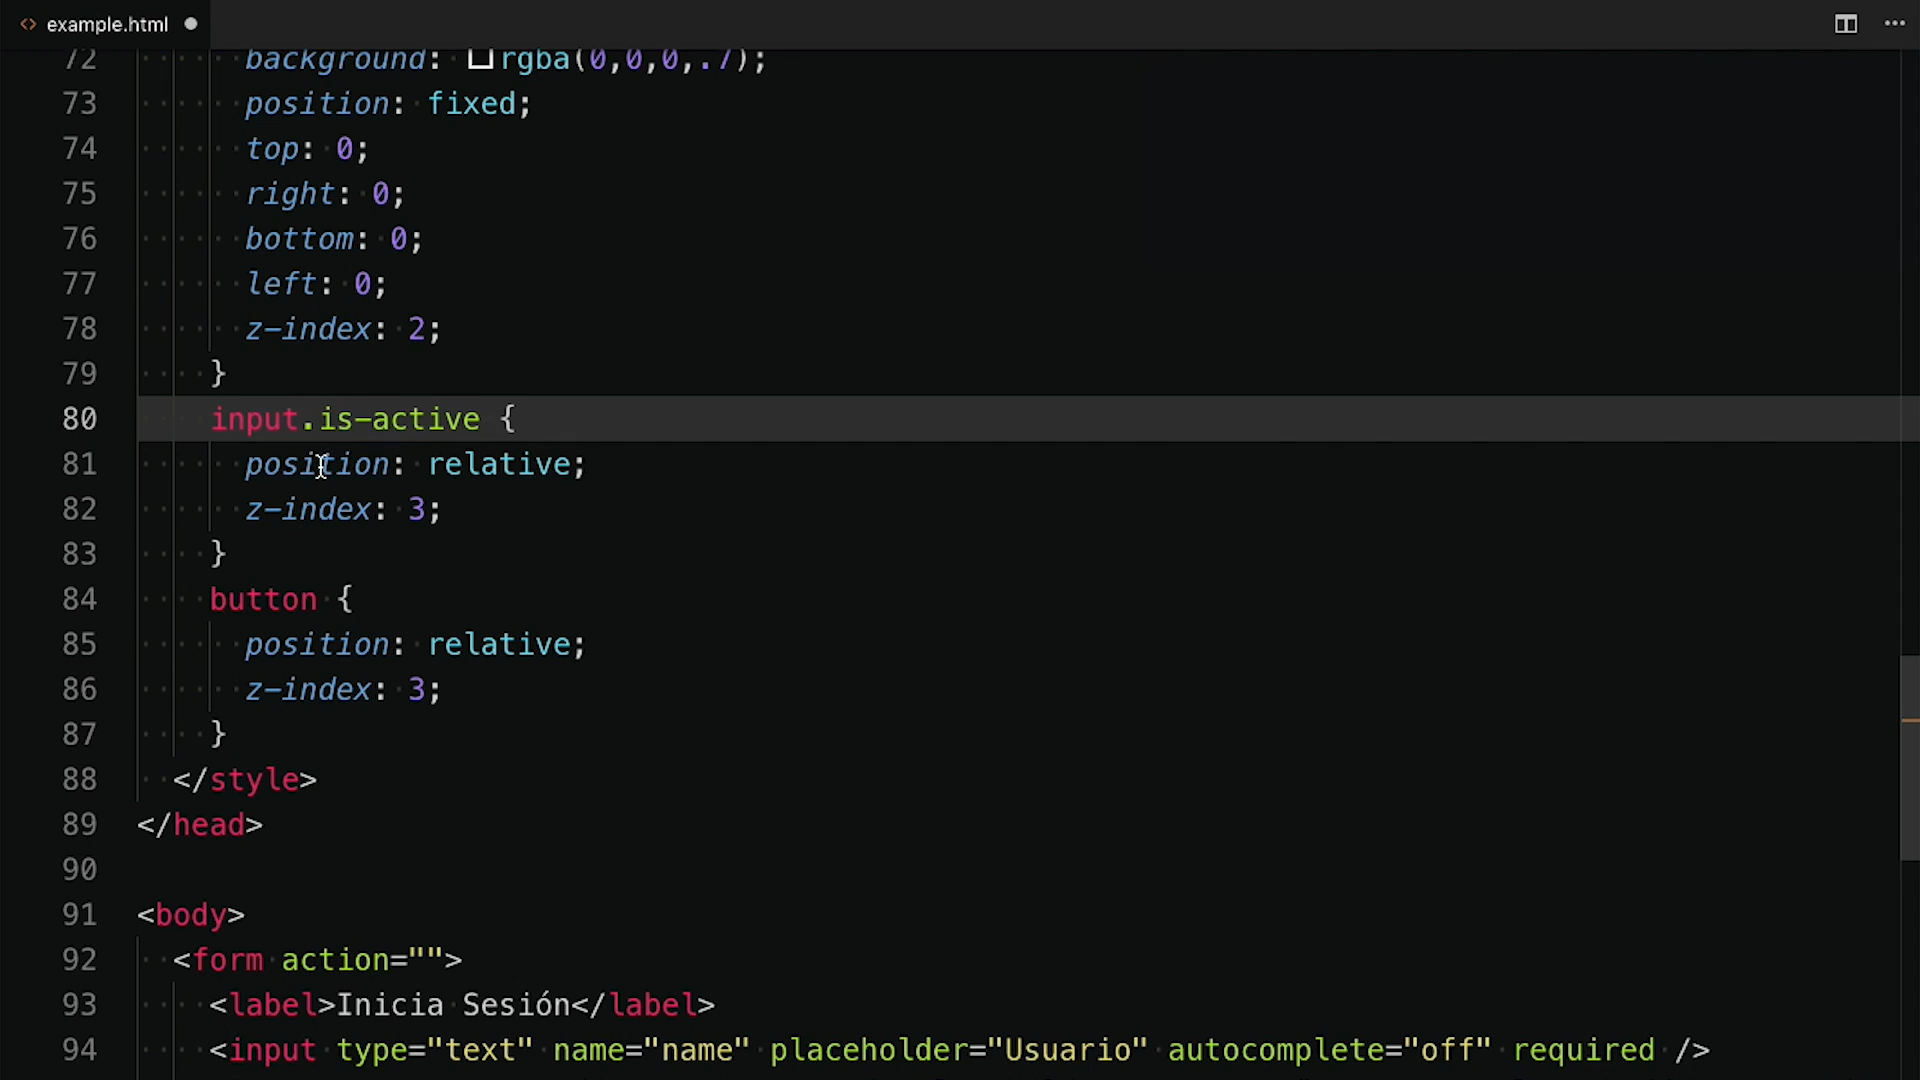 example.html
72 background: rgba(0,0,0,.7);
73 position: fixed;
74 top: 0;
75 right: 0;
76 bottom: 0;
77 left: 0;
78 z-index: 2;
79 }
80 input.is-active {
81 position: relative;
82 z-index: 3;
83 }
84 button {
85 position: relative;
86 z-index: 3;
87 }
88 </style>
89 </head>
90
91 <body>
92 <form action="">
93 <label>Inicia Sesión</label>
94 <input type="text" name="name" placeholder="Usuario" autocomplete="off" required />